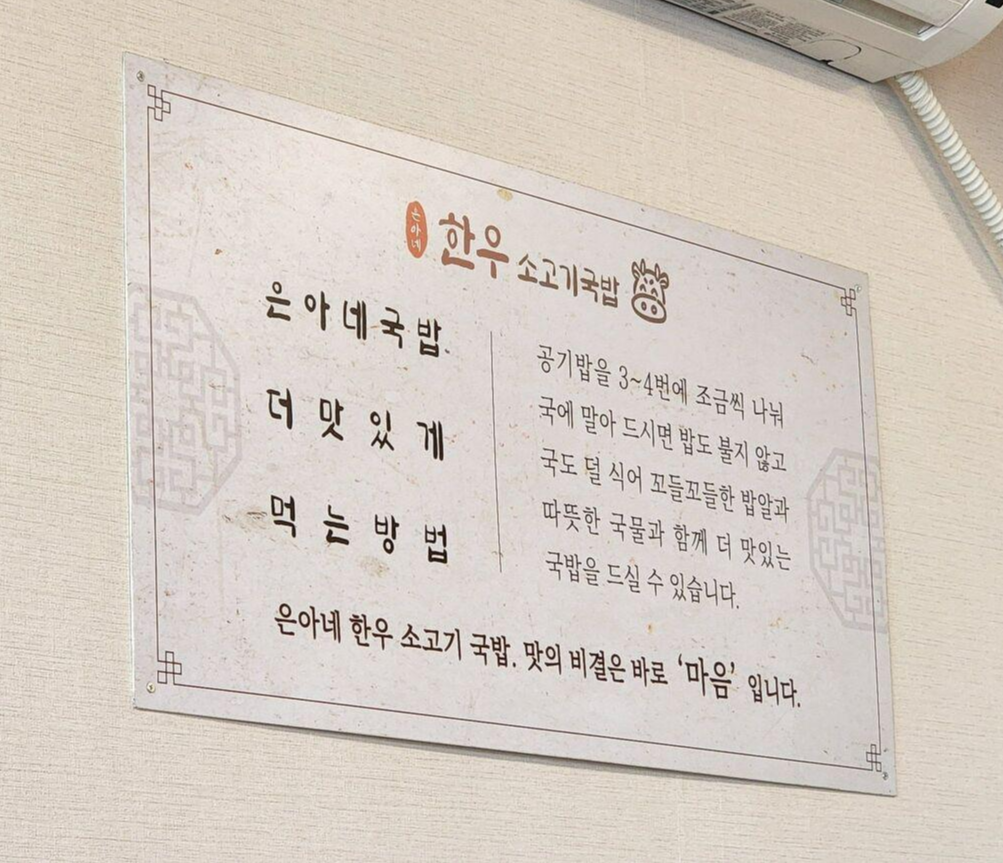 은아네 한우 소고기국밥
은아네국밥.
더 맛 있 게
먹 는 방 법
공기밥을 3~4번에 조금씩 나눠
국에 말아 드시면 밥도 불지 않고
국도 덜 식어 꼬들꼬들한 밥알과
따뜻한 국물과 함께 더 맛있는
국밥을 드실 수 있습니다.
은아네 한우 소고기 국밥. 맛의 비결은 바로 ‘마음’ 입니다.